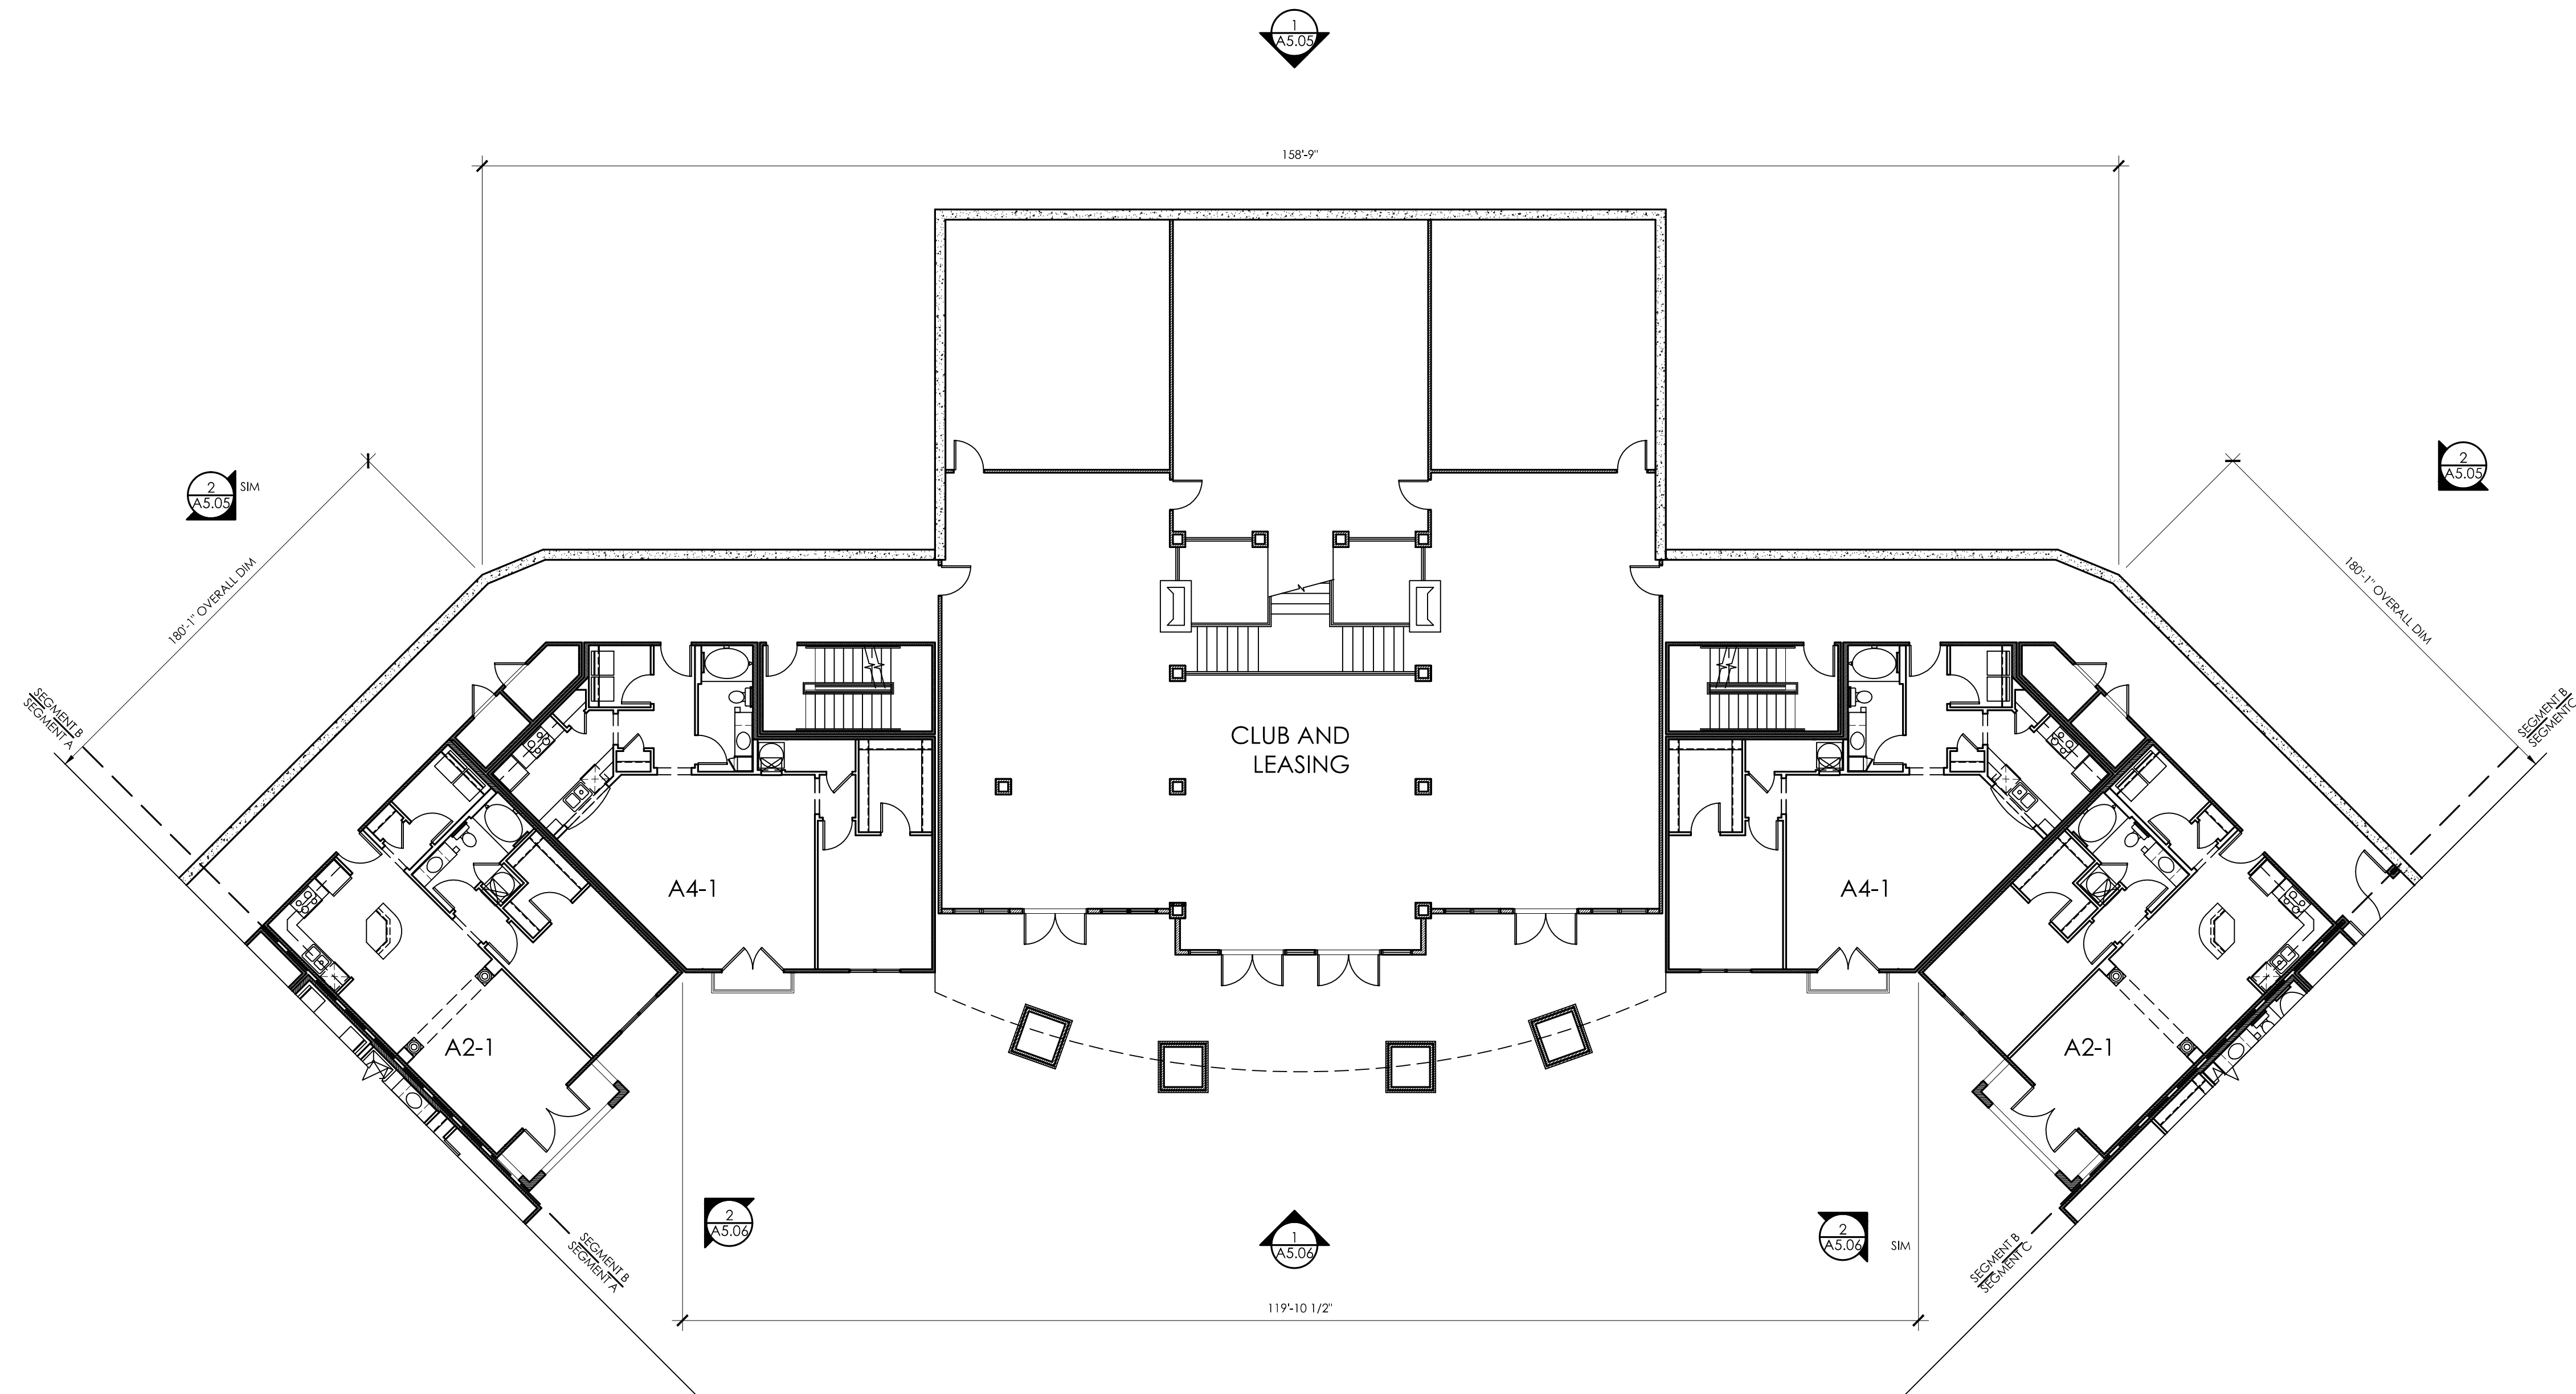 1
A5.05
158'-9"
2
A5.05
SIM
2
A5.05
180'-1" OVERALL DIM
180'-1" OVERALL DIM
SEGMENT B
SEGMENT A
SEGMENT B
SEGMENT C
CLUB AND
LEASING
A4-1
A4-1
A2-1
A2-1
2
A5.06
1
A5.06
2
A5.06
SIM
SEGMENT B
SEGMENT A
SEGMENT B
SEGMENT C
119'-10 1/2"